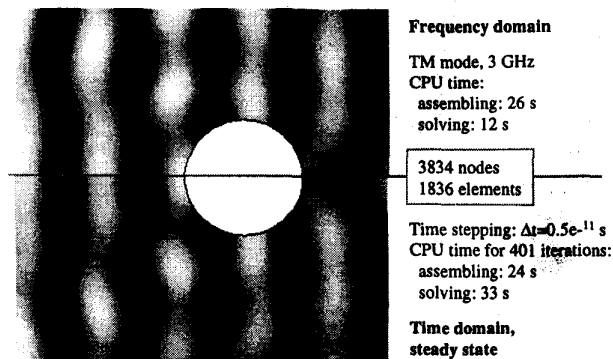 Frequency domain
TM mode, 3 GHz
CPU time:
assembling: 26 s
solving: 12 s
3834 nodes
1836 elements
Time stepping: Δt=0.5e-¹¹ s
CPU time for 401 iterations:
assembling: 24 s
solving: 33 s
Time domain,
steady state